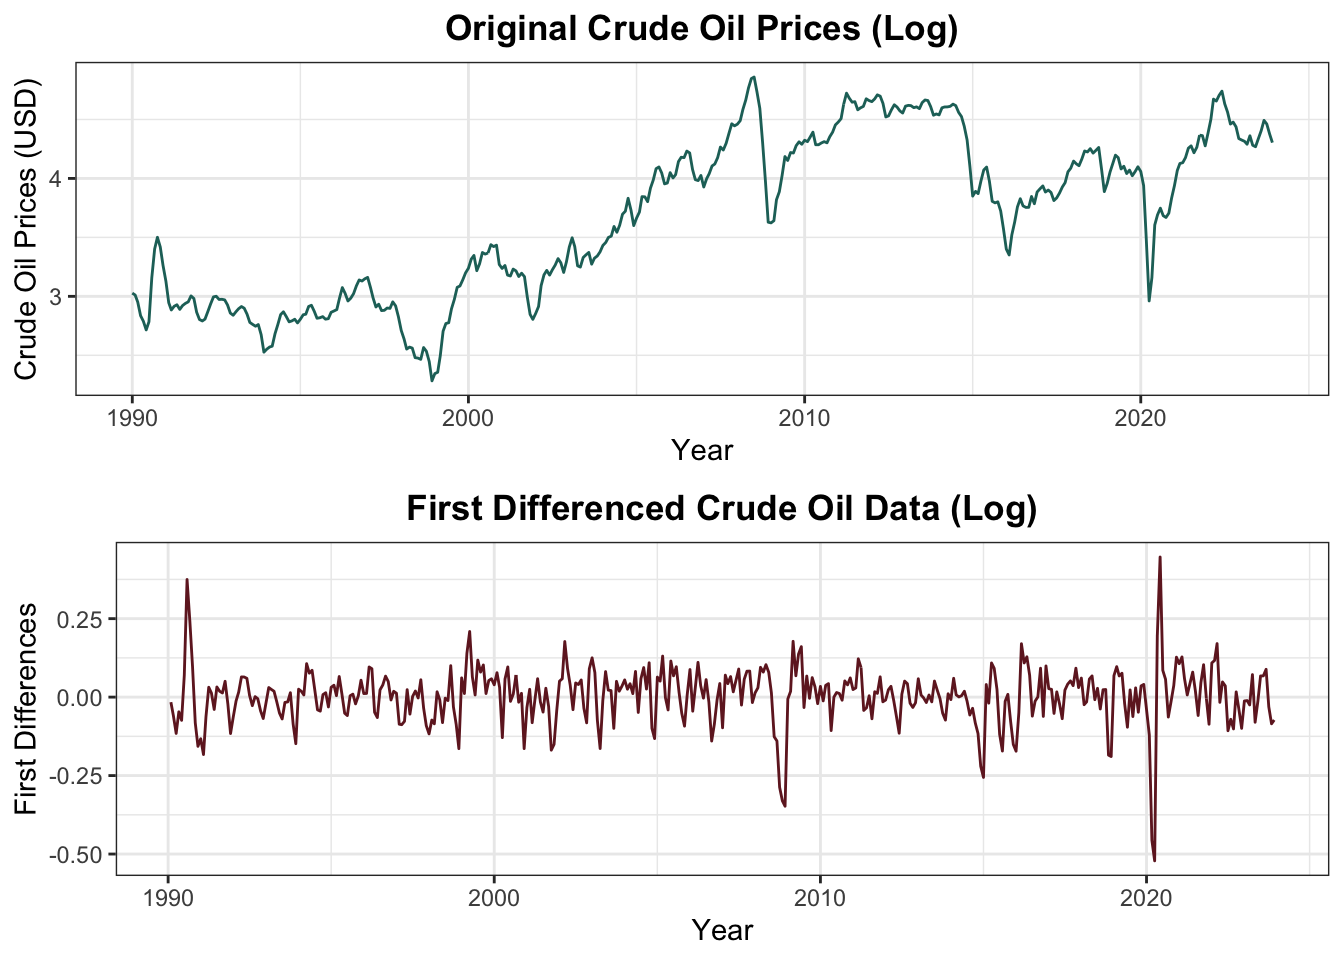 Original Crude Oil Prices (Log)
Crude Oil Prices (USD)
4
3
1990 2000 2010 2020
Year
First Differenced Crude Oil Data (Log)
First Differences
0.25
0.00
-0.25
-0.50
1990 2000 2010 2020
Year